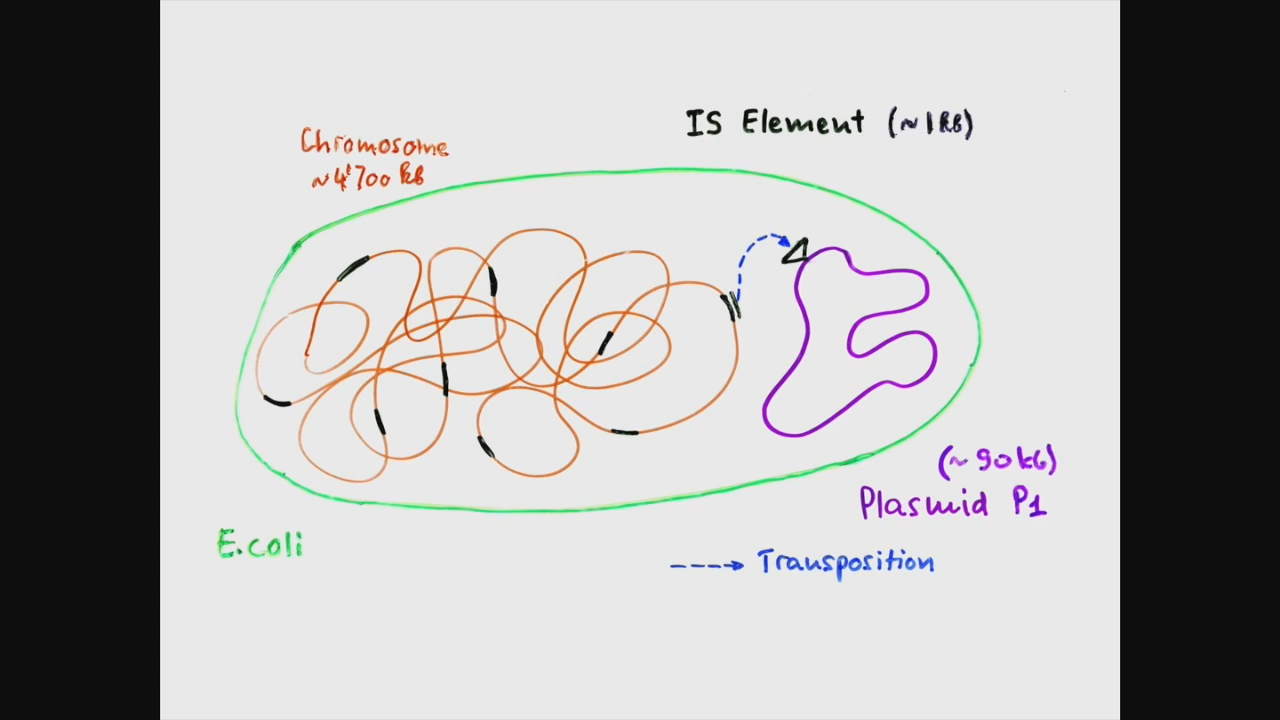 IS Element (~1kb)
Chromosome
~4'700 kb
(~90kb)
Plasmid P1
E.coli
Transposition